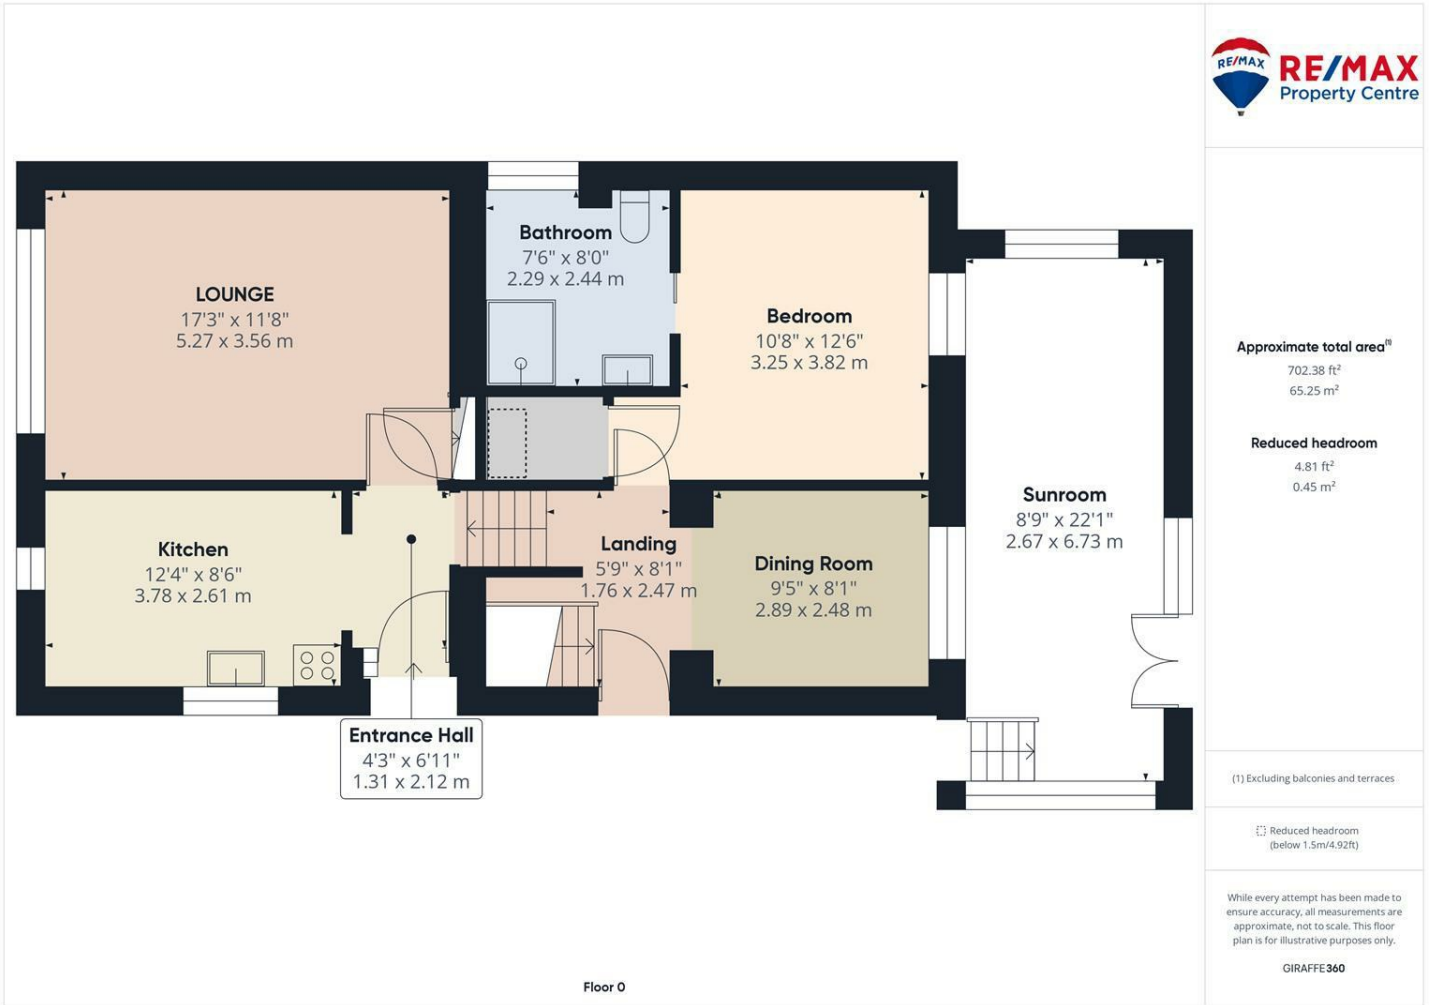 RE/MAX
RE/MAX
Property Centre
Bathroom
7'6" x 8'0"
2.29 x 2.44 m
LOUNGE
17'3" x 11'8"
5.27 x 3.56 m
Bedroom
10'8" x 12'6"
3.25 x 3.82 m
Sunroom
8'9" x 22'1"
2.67 x 6.73 m
Kitchen
12'4" x 8'6"
3.78 x 2.61 m
Landing
5'9" x 8'1"
1.76 x 2.47 m
Dining Room
9'5" x 8'1"
2.89 x 2.48 m
Entrance Hall
4'3" x 6'11"
1.31 x 2.12 m
Floor 0
Approximate total area⁽¹⁾
702.38 ft²
65.25 m²
Reduced headroom
4.81 ft²
0.45 m²
(1) Excluding balconies and terraces
Reduced headroom
(below 1.5m/4.92ft)
While every attempt has been made to
ensure accuracy, all measurements are
approximate, not to scale. This floor
plan is for illustrative purposes only.
GIRAFFE360